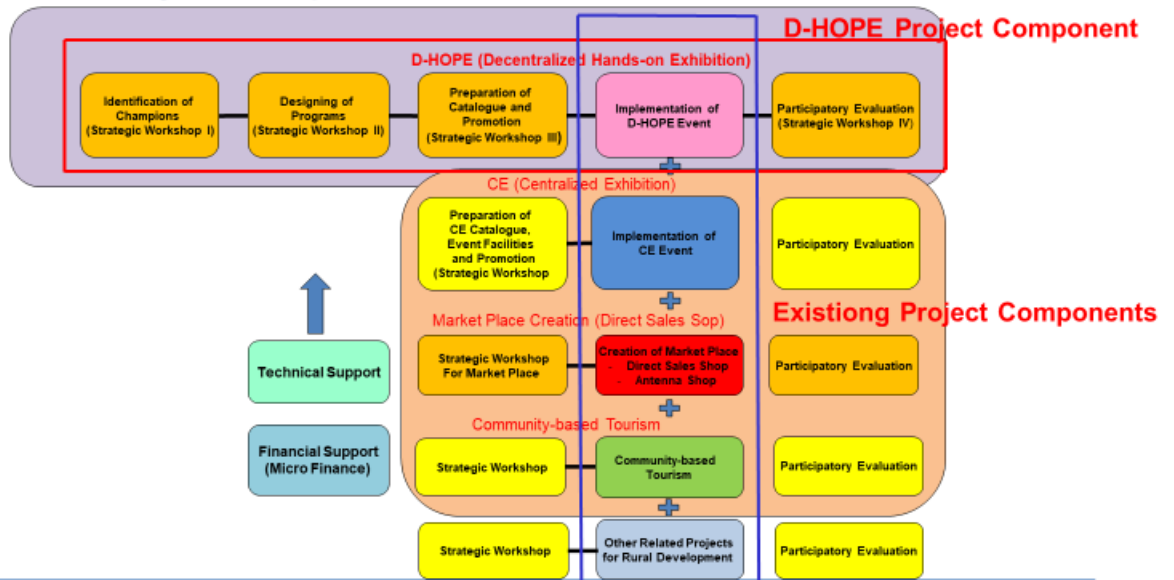 D-HOPE Project Component
D-HOPE (Decentralized Hands-on Exhibition)
Identification of
Champions
(Strategic Workshop I)
Designing of
Programs
(Strategic Workshop II)
Preparation of
Catalogue and
Promotion
(Strategic Workshop III)
Implementation of
D-HOPE Event
Participatory Evaluation
(Strategic Workshop IV)
CE (Centralized Exhibition)
Preparation of
CE Catalogue,
Event Facilities
and Promotion
(Strategic Workshop
Implementation of
CE Event
Participatory Evaluation
Existiong Project Components
Market Place Creation (Direct Sales Sop)
Technical Support
Strategic Workshop
For Market Place
Creation of Market Place
- Direct Sales Shop
- Antenna Shop
Participatory Evaluation
Community-based Tourism
Financial Support
(Micro Finance)
Strategic Workshop
Community-based
Tourism
Participatory Evaluation
Strategic Workshop
Other Related Projects
for Rural Development
Participatory Evaluation